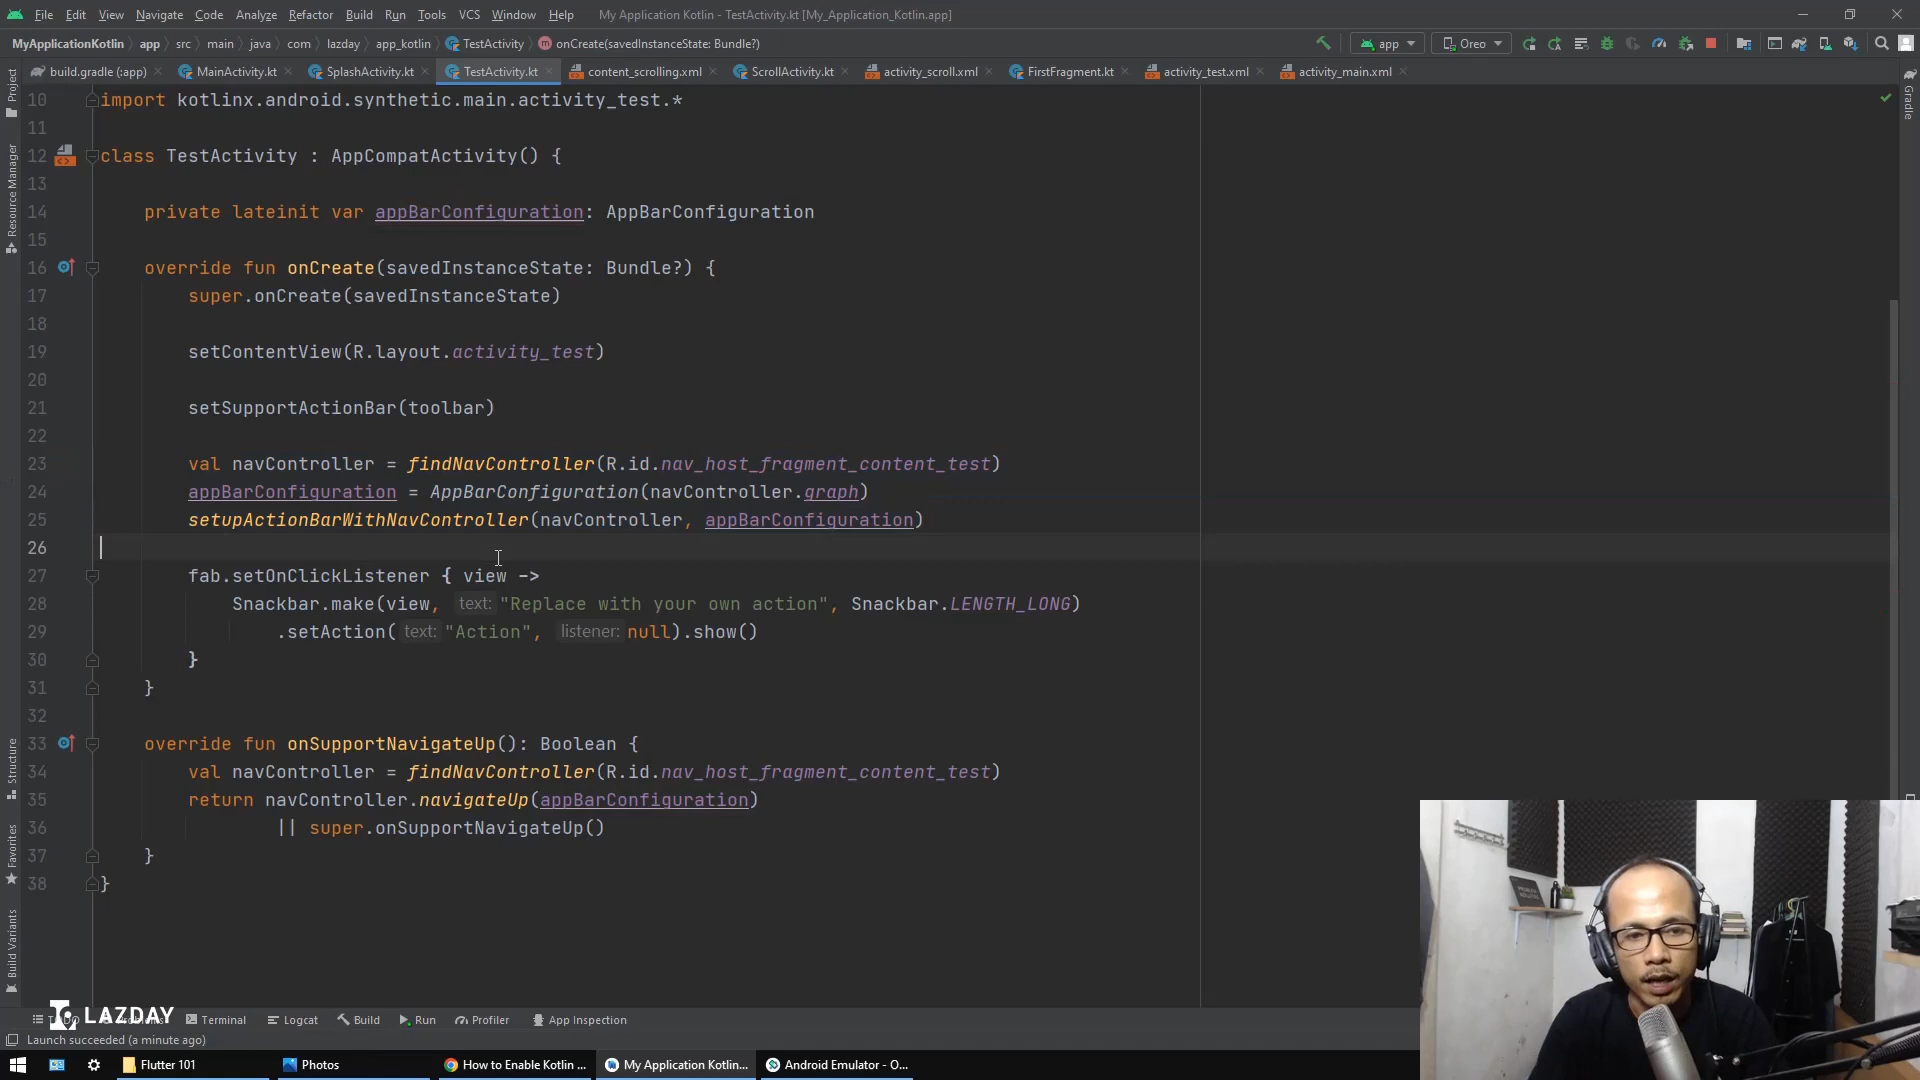 File Edit View Navigate Code Analyze Refactor Build Run Tools VCS Window Help My Application Kotlin - TestActivity.kt [My_Application_Kotlin.app]
MyApplicationKotlin app src main java com lazday app_kotlin TestActivity onCreate(savedInstanceState: Bundle?) app Oreo
build.gradle (:app) MainActivity.kt SplashActivity.kt TestActivity.kt content_scrolling.xml ScrollActivity.kt activity_scroll.xml FirstFragment.kt activity_test.xml activity_main.xml
Project
Resource Manager
Structure
Favorites
Build Variants
Gradle
10 import kotlinx.android.synthetic.main.activity_test.*
11
12 class TestActivity : AppCompatActivity() {
13
14 private lateinit var appBarConfiguration: AppBarConfiguration
15
16 override fun onCreate(savedInstanceState: Bundle?) {
17 super.onCreate(savedInstanceState)
18
19 setContentView(R.layout.activity_test)
20
21 setSupportActionBar(toolbar)
22
23 val navController = findNavController(R.id.nav_host_fragment_content_test)
24 appBarConfiguration = AppBarConfiguration(navController.graph)
25 setupActionBarWithNavController(navController, appBarConfiguration)
26
27 fab.setOnClickListener { view ->
28 Snackbar.make(view, text: "Replace with your own action", Snackbar.LENGTH_LONG)
29 .setAction( text: "Action", listener: null).show()
30 }
31 }
32
33 override fun onSupportNavigateUp(): Boolean {
34 val navController = findNavController(R.id.nav_host_fragment_content_test)
35 return navController.navigateUp(appBarConfiguration)
36 || super.onSupportNavigateUp()
37 }
38 }
LAZDAY
Terminal Logcat Build Run Profiler App Inspection
Launch succeeded (a minute ago)
Flutter 101 Photos How to Enable Kotlin ... My Application Kotlin... Android Emulator - O...